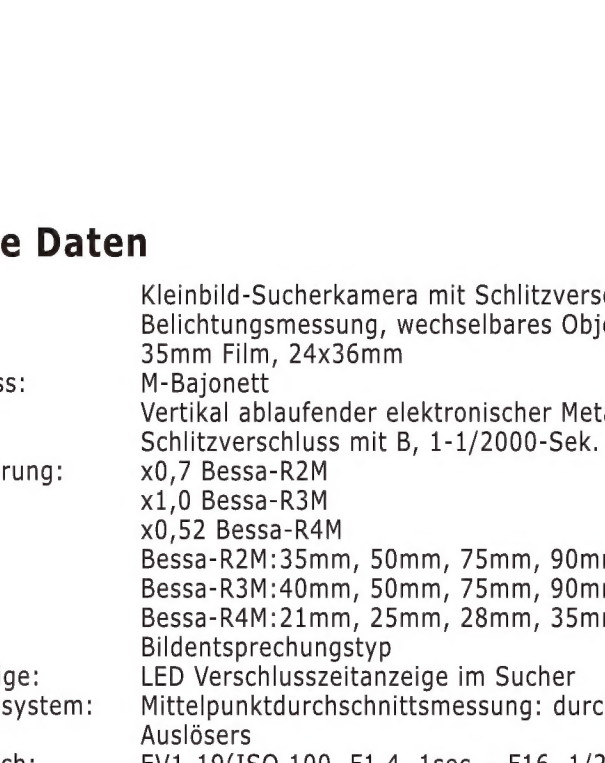 e Daten
Kleinbild-Sucherkamera mit Schlitzvers
Belichtungsmessung, wechselbares Obj
35mm Film, 24x36mm
ss: M-Bajonett
Vertikal ablaufender elektronischer Meta
Schlitzverschluss mit B, 1-1/2000-Sek.
rung: x0,7 Bessa-R2M
x1,0 Bessa-R3M
x0,52 Bessa-R4M
Bessa-R2M:35mm, 50mm, 75mm, 90m
Bessa-R3M:40mm, 50mm, 75mm, 90m
Bessa-R4M:21mm, 25mm, 28mm, 35m
Bildentsprechungstyp
ige: LED Verschlusszeitanzeige im Sucher
system: Mittelpunktdurchschnittsmessung: durc
Auslösers